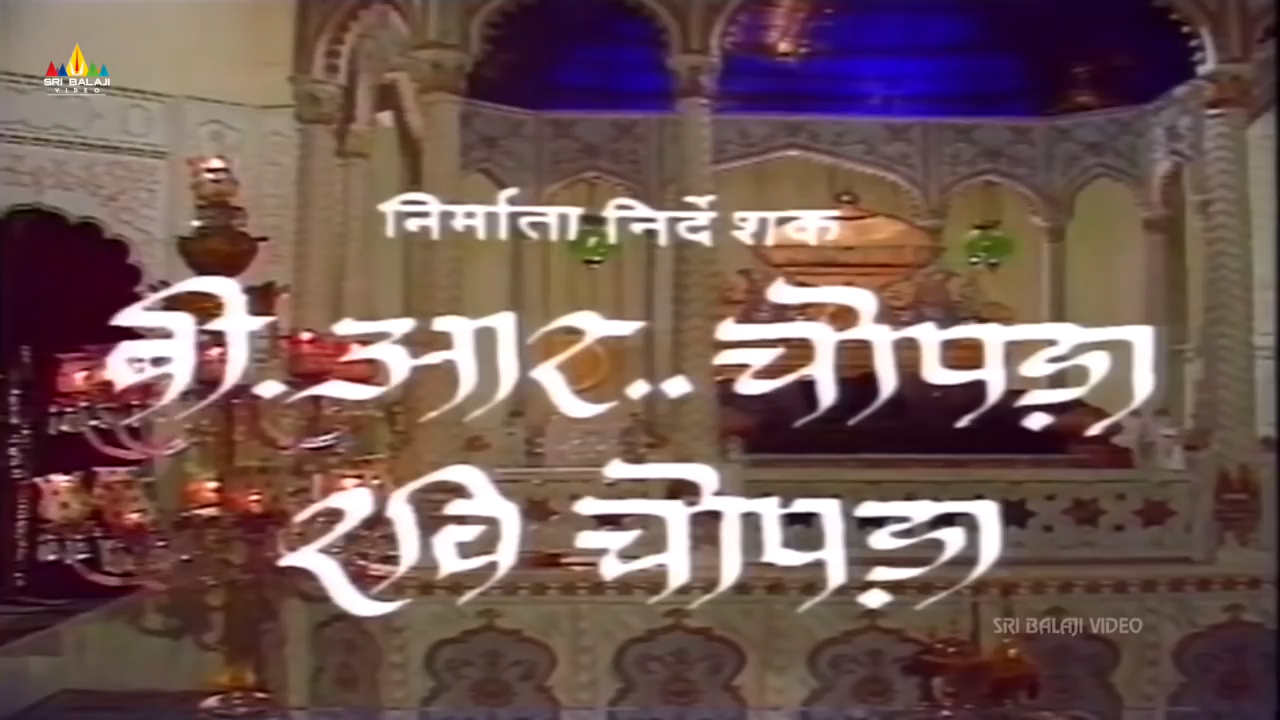 SRI BALAJI
VIDEO
निर्माता निर्देशक
बी. आर.. चोपड़ा
रवि चोपड़ा
SRI BALAJI VIDEO